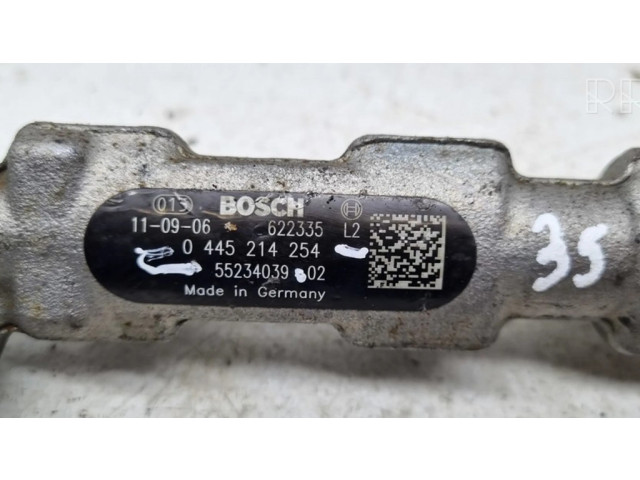 013 BOSCH
11-09-06 622335 L2
0 445 214 254
55234039 02
Made in Germany
35